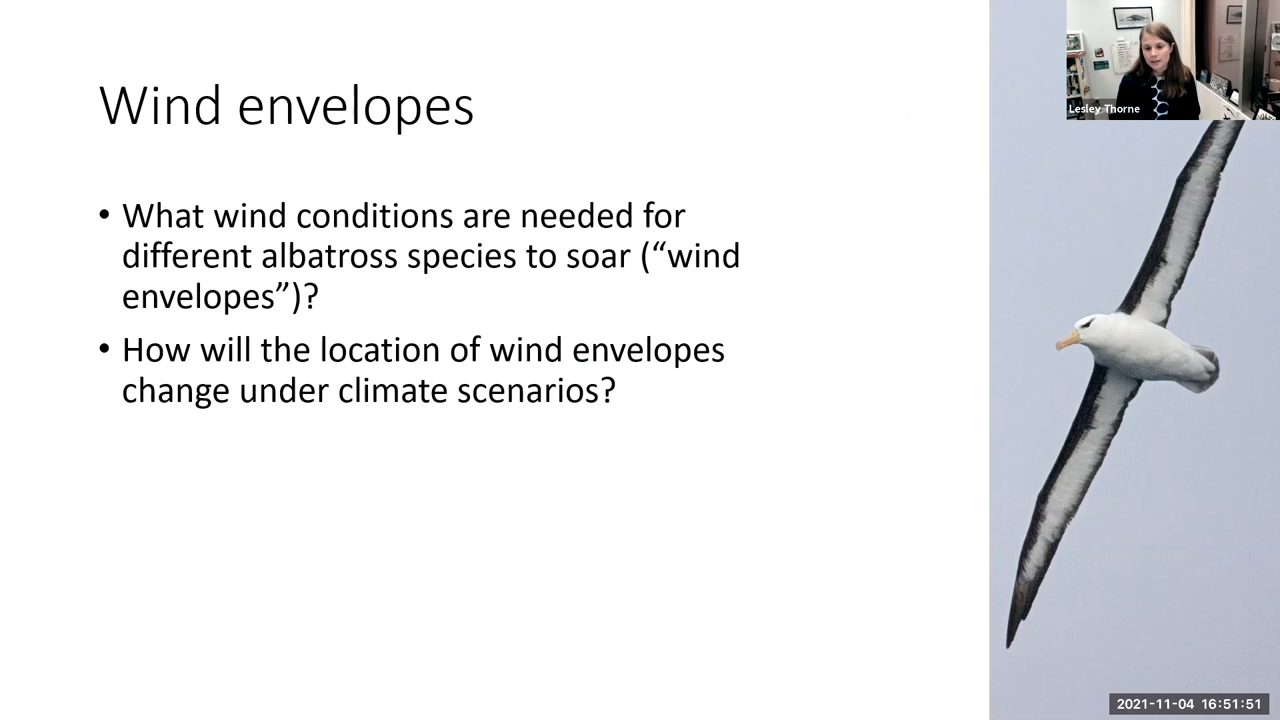 Wind envelopes
• What wind conditions are needed for
different albatross species to soar (“wind
envelopes”)?
• How will the location of wind envelopes
change under climate scenarios?
Lesley Thorne
2021-11-04 16:51:51